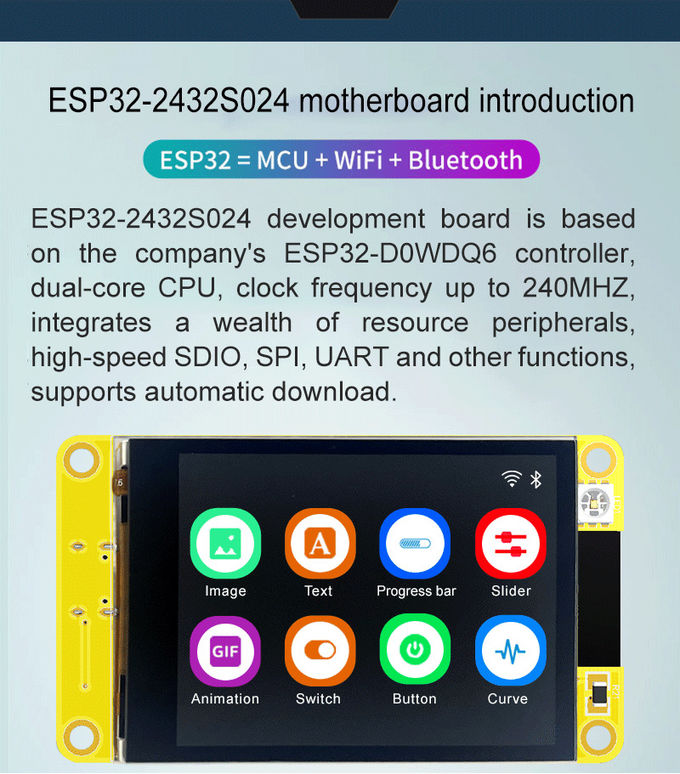 ESP32-2432S024 motherboard introduction
ESP32 = MCU + WiFi + Bluetooth
ESP32-2432S024 development board is based
on the company's ESP32-D0WDQ6 controller,
dual-core CPU, clock frequency up to 240MHZ,
integrates a wealth of resource peripherals,
high-speed SDIO, SPI, UART and other functions,
supports automatic download.
A
Image Text Progress bar Slider
GIF
Animation Switch Button Curve